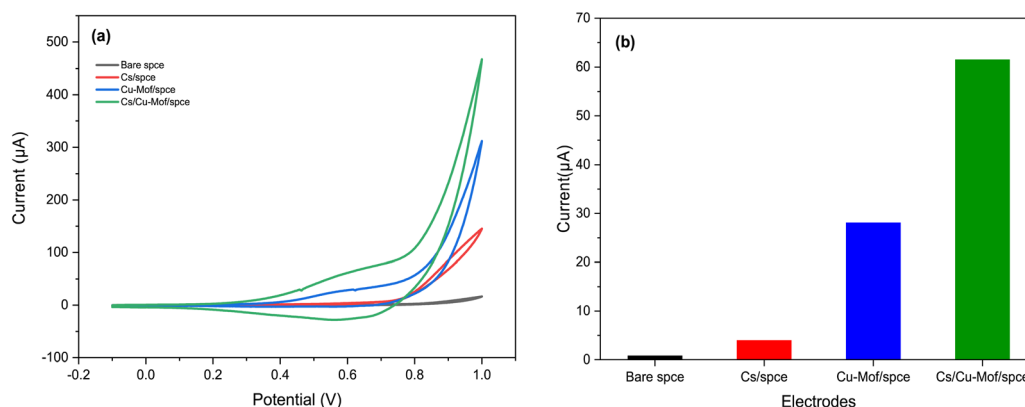 (a)
Bare spce
Cs/spce
Cu-Mof/spce
Cs/Cu-Mof/spce
500
400
300
200
100
0
-100
-0.2
0.0
0.2
0.4
0.6
0.8
1.0
Current (µA)
Potential (V)
(b)
70
60
50
40
30
20
10
0
Current(µA)
Bare spce
Cs/spce
Cu-Mof/spce
Cs/Cu-Mof/spce
Electrodes